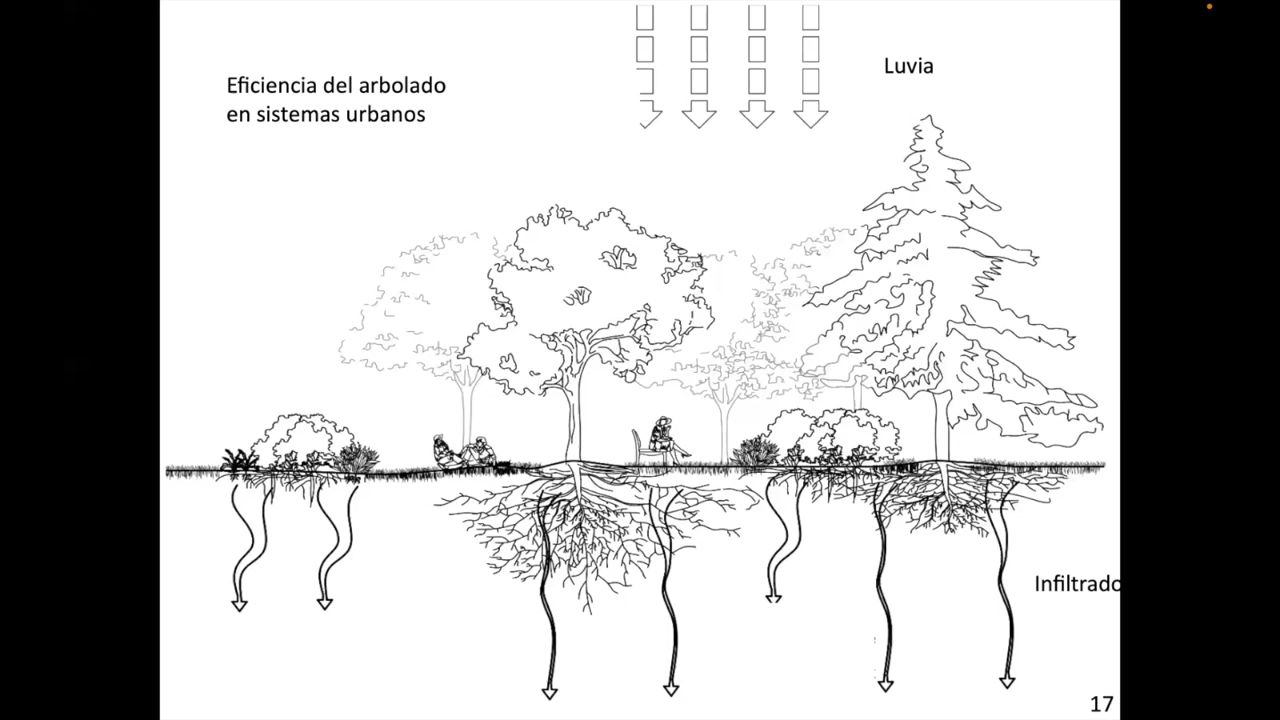 Eficiencia del arbolado
en sistemas urbanos
Luvia
Infiltrado
17